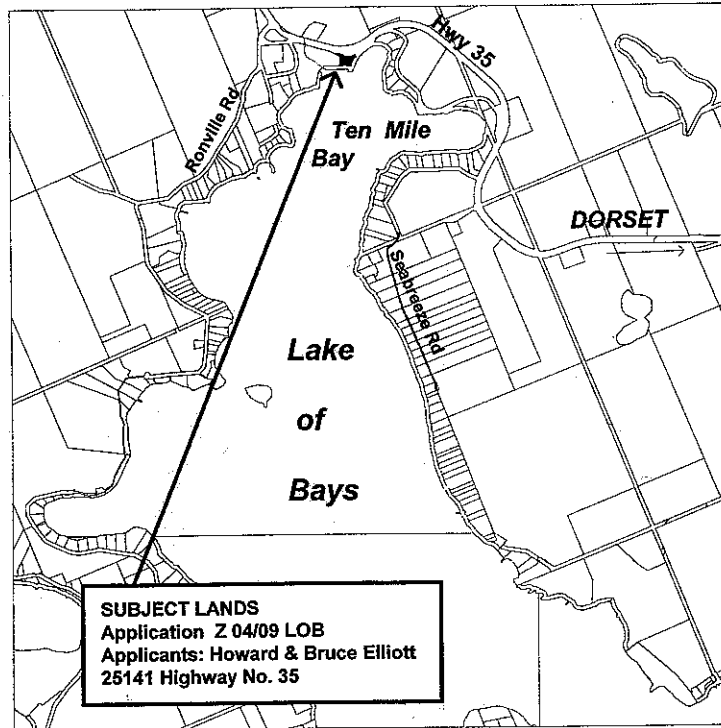 Hwy 35
Ronville Rd
Ten Mile
Bay
DORSET
Seabreeze Rd
Lake
of
Bays
SUBJECT LANDS
Application Z 04/09 LOB
Applicants: Howard & Bruce Elliott
25141 Highway No. 35